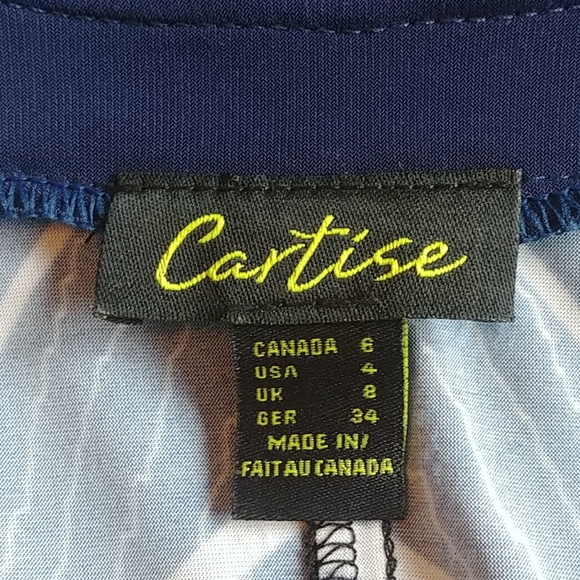 Cartise
CANADA 6
USA 4
UK 8
GER 34
MADE IN/
FAIT AU CANADA